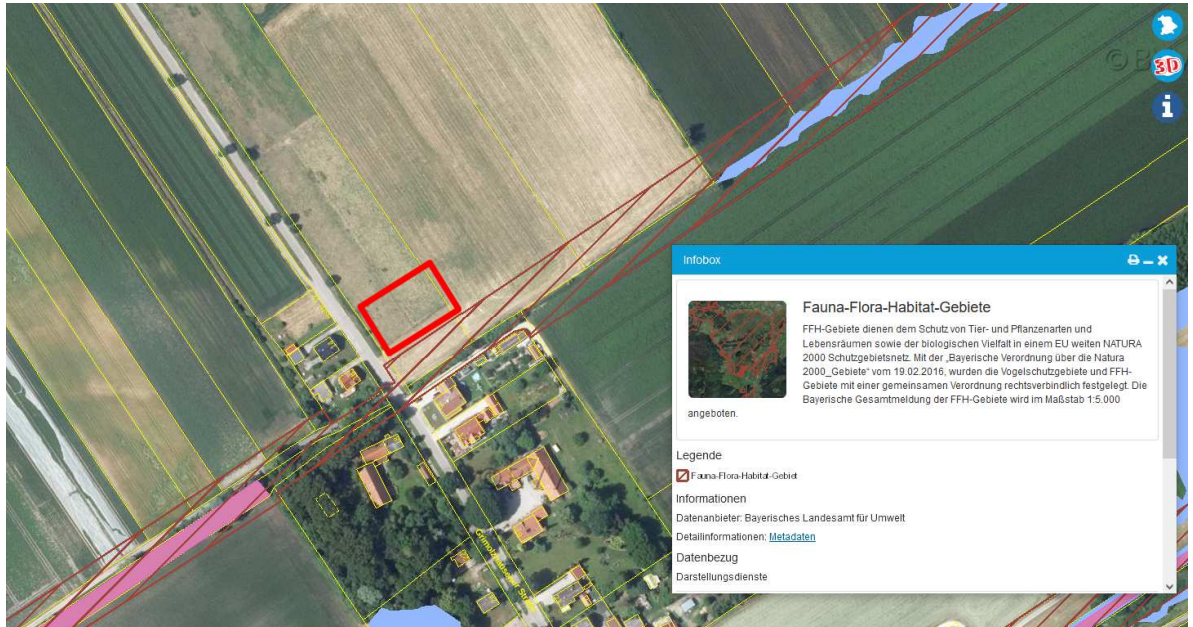 © B
3D
i
Infobox
Fauna-Flora-Habitat-Gebiete
FFH-Gebiete dienen dem Schutz von Tier- und Pflanzenarten und
Lebensräumen sowie der biologischen Vielfalt in einem EU weiten NATURA
2000 Schutzgebietsnetz. Mit der „Bayerische Verordnung über die Natura
2000_Gebiete“ vom 19.02.2016, wurden die Vogelschutzgebiete und FFH-
Gebiete mit einer gemeinsamen Verordnung rechtsverbindlich festgelegt. Die
Bayerische Gesamtmeldung der FFH-Gebiete wird im Maßstab 1:5.000
angeboten.
Legende
Fauna-Flora-Habitat-Gebiet
Informationen
Datenanbieter: Bayerisches Landesamt für Umwelt
Detailinformationen: Metadaten
Datenbezug
Darstellungsdienste